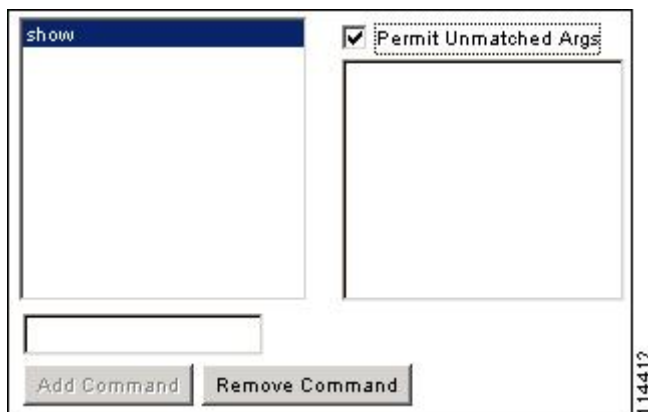 show
Permit Unmatched Args
Add Command
Remove Command
114412